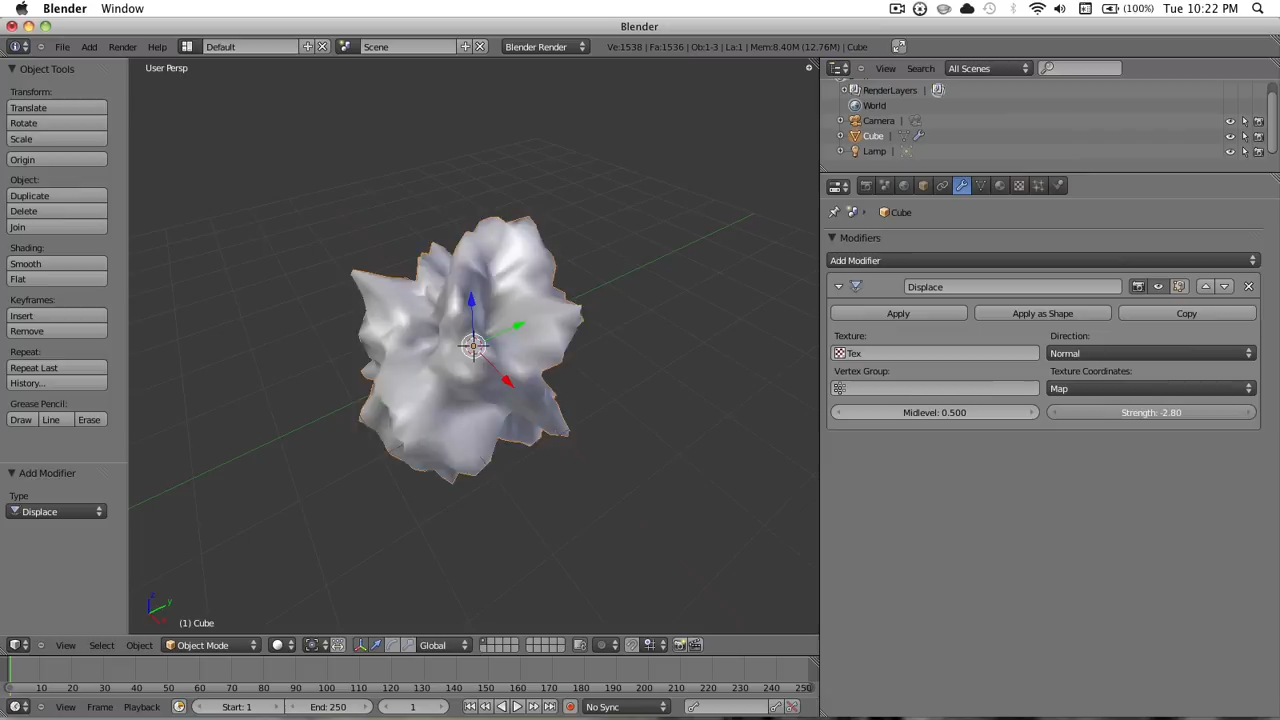 Blender Window (100%) Tue 10:22 PM
Blender
File Add Render Help Default Scene Blender Render Ve:1538 | Fa:1536 | Ob:1-3 | La:1 | Mem:8.40M (12.76M) | Cube
Object Tools
Transform:
Translate
Rotate
Scale
Origin
Object:
Duplicate
Delete
Join
Shading:
Smooth
Flat
Keyframes:
Insert
Remove
Repeat:
Repeat Last
History...
Grease Pencil:
Draw Line Erase
Add Modifier
Type
Displace
User Persp
z
y
x
(1) Cube
View Select Object Object Mode Global
View Search All Scenes
RenderLayers |
World
Camera |
Cube
Lamp |
Cube
Modifiers
Add Modifier
Displace
Apply Apply as Shape Copy
Texture: Direction:
Tex Normal
Vertex Group: Texture Coordinates:
Map
Midlevel: 0.500 Strength: -2.80
0 10 20 30 40 50 60 70 80 90 100 110 120 130 140 150 160 170 180 190 200 210 220 230 240 250
View Frame Playback Start: 1 End: 250 1 No Sync